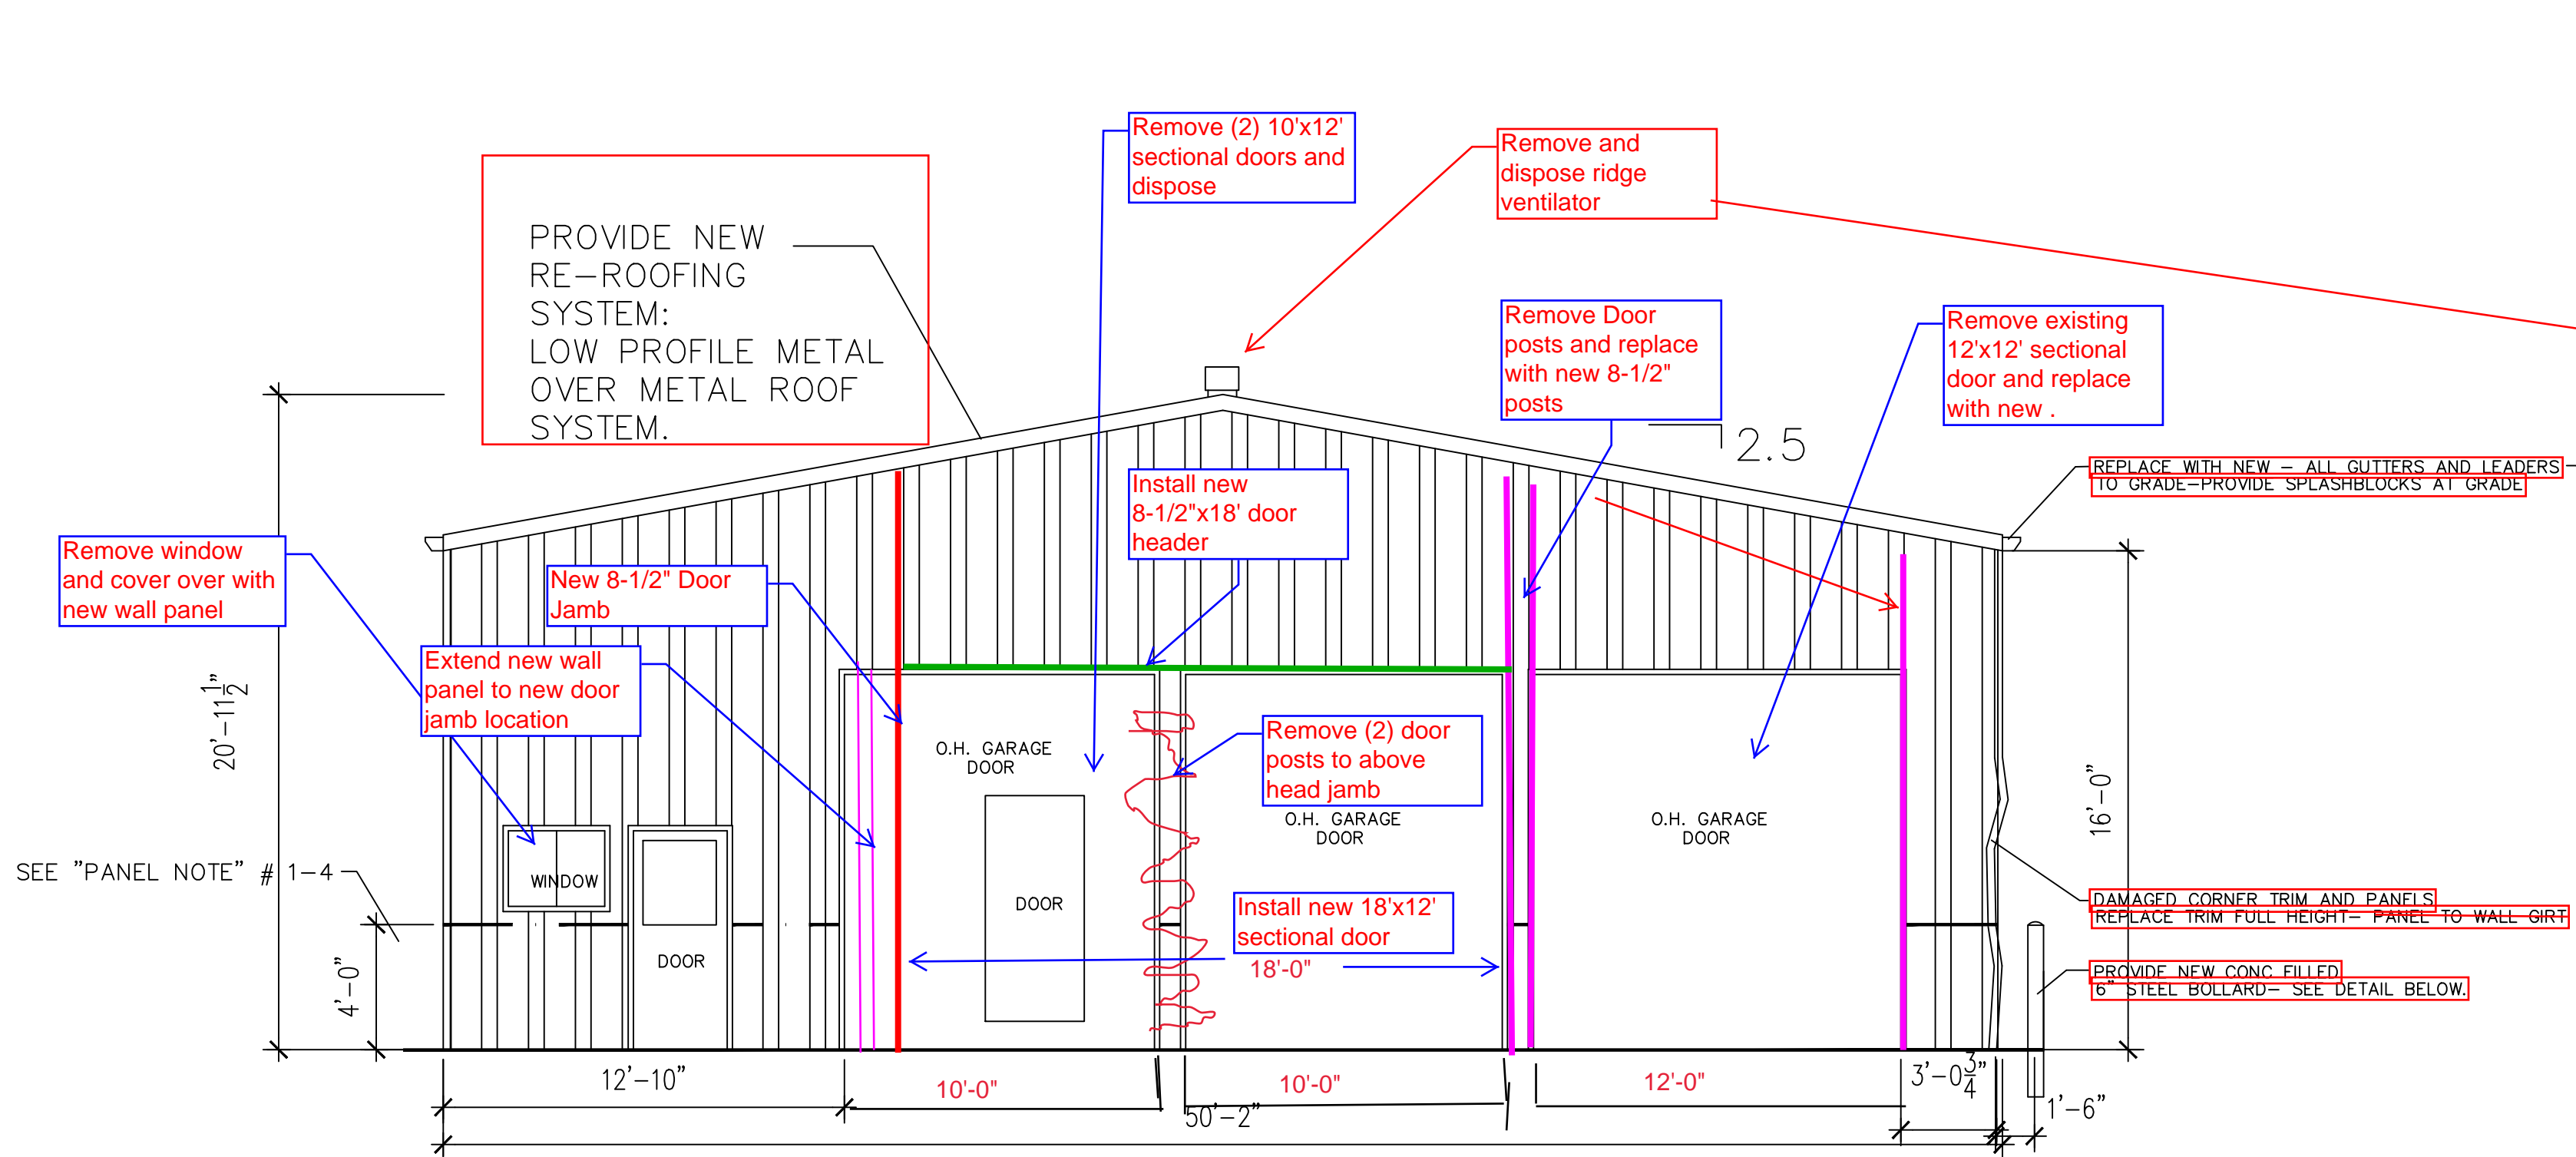 Remove (2) 10'x12'
sectional doors and
dispose
Remove and
dispose ridge
ventilator
PROVIDE NEW
RE-ROOFING
SYSTEM:
LOW PROFILE METAL
OVER METAL ROOF
SYSTEM.
Remove Door
posts and replace
with new 8-1/2"
posts
Remove existing
12'x12' sectional
door and replace
with new .
2.5
REPLACE WITH NEW - ALL GUTTERS AND LEADERS
TO GRADE-PROVIDE SPLASHBLOCKS AT GRADE
Install new
8-1/2"x18' door
header
Remove window
and cover over with
new wall panel
New 8-1/2" Door
Jamb
Extend new wall
panel to new door
jamb location
20'-11 1/2"
Remove (2) door
posts to above
head jamb
O.H. GARAGE
DOOR
O.H. GARAGE
DOOR
O.H. GARAGE
DOOR
16'-0"
SEE "PANEL NOTE" # 1-4
WINDOW
DOOR
DOOR
Install new 18'x12'
sectional door
18'-0"
DAMAGED CORNER TRIM AND PANELS
REPLACE TRIM FULL HEIGHT- PANEL TO WALL GIRT
PROVIDE NEW CONC FILLED
6" STEEL BOLLARD- SEE DETAIL BELOW.
4'-0"
12'-10"
10'-0"
10'-0"
12'-0"
3'-0 3/4"
50'-2"
1'-6"